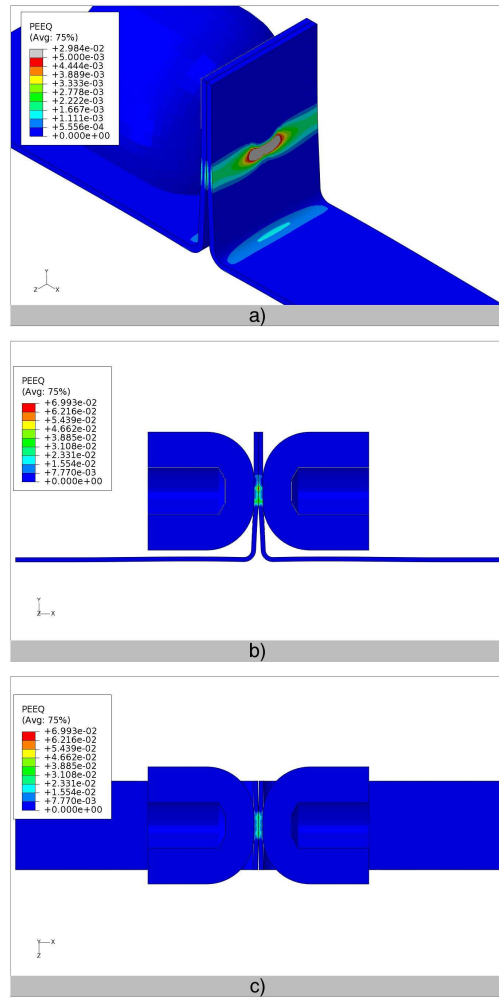 PEEQ
(Avg: 75%)
+2.984e-02
+5.000e-03
+4.444e-03
+3.889e-03
+3.333e-03
+2.778e-03
+2.222e-03
+1.667e-03
+1.111e-03
+5.556e-04
+0.000e+00
Y
Z X
a)
PEEQ
(Avg: 75%)
+6.993e-02
+6.216e-02
+5.439e-02
+4.662e-02
+3.885e-02
+3.108e-02
+2.331e-02
+1.554e-02
+7.770e-03
+0.000e+00
Y
Z X
b)
PEEQ
(Avg: 75%)
+6.993e-02
+6.216e-02
+5.439e-02
+4.662e-02
+3.885e-02
+3.108e-02
+2.331e-02
+1.554e-02
+7.770e-03
+0.000e+00
Y X
Z
c)